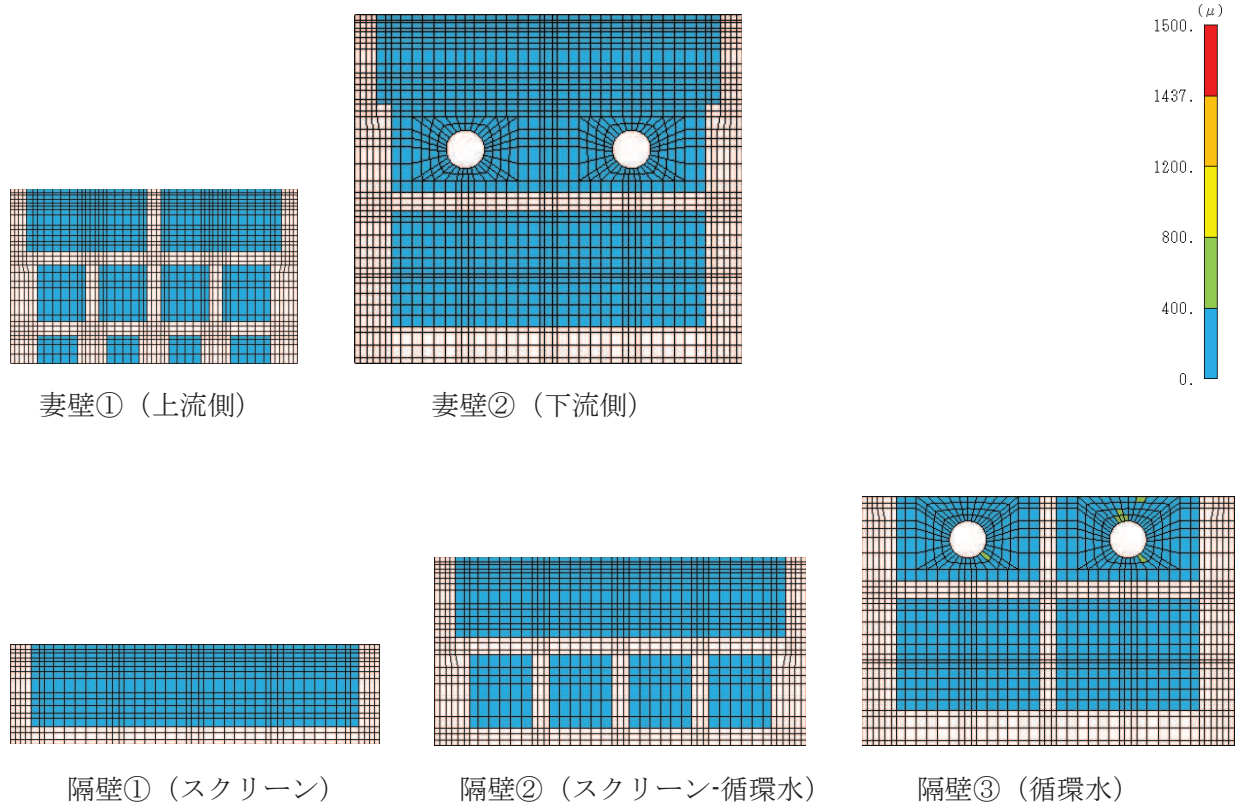 (μ)
1500.
1437.
1200.
800.
400.
0.
妻壁①（上流側）
妻壁②（下流側）
隔壁①（スクリーン）
隔壁②（スクリーン-循環水）
隔壁③（循環水）